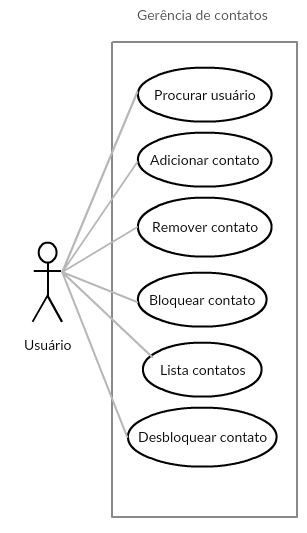 Gerência de contatos
Procurar usuário
Adicionar contato
Remover contato
Bloquear contato
Usuário
Lista contatos
Desbloquear contato